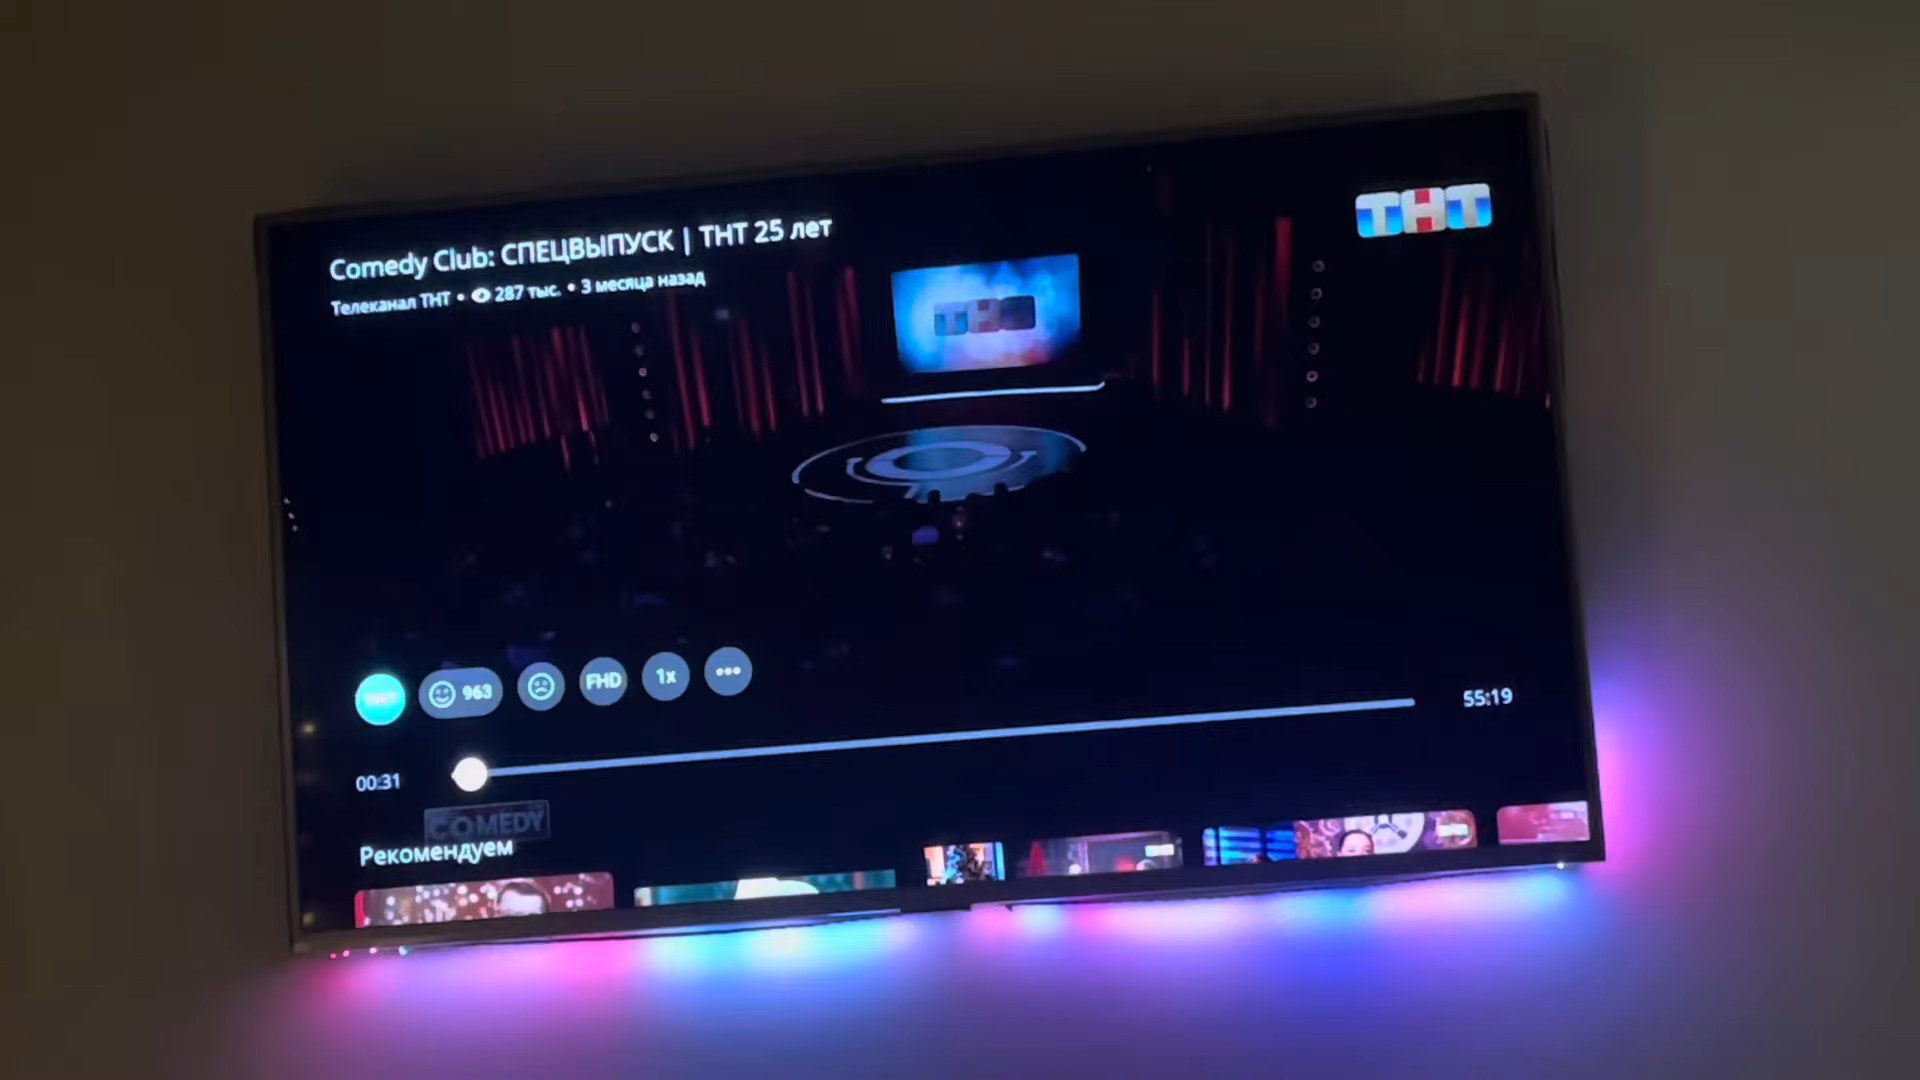 Comedy Club: СПЕЦВЫПУСК | ТНТ 25 лет
Телеканал ТНТ • 287 тыс. • 3 месяца назад
ТНТ
ТНТ
963
FHD
1x
00:31
55:19
COMEDY
Рекомендуем